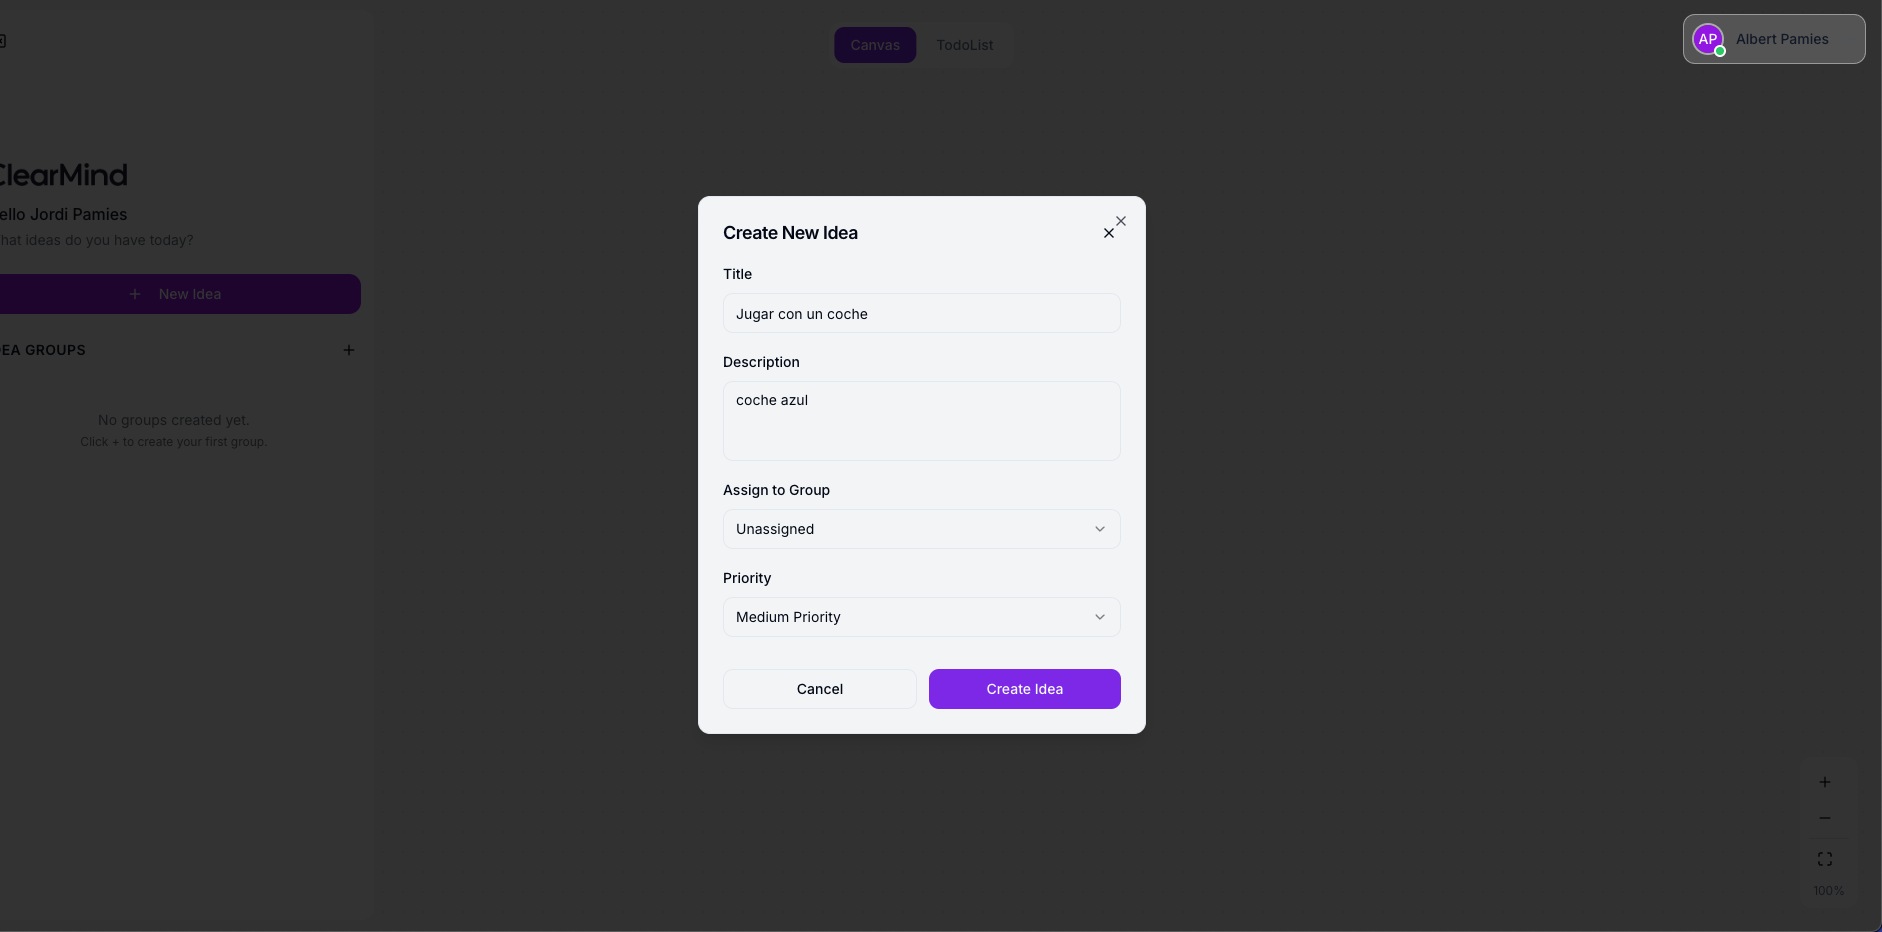 Canvas
TodoList
AP
Albert Pamies
ClearMind
ello Jordi Pamies
hat ideas do you have today?
+ New Idea
EA GROUPS +
No groups created yet.
Click + to create your first group.
Create New Idea
Title
Jugar con un coche
Description
coche azul
Assign to Group
Unassigned
Priority
Medium Priority
Cancel
Create Idea
100%